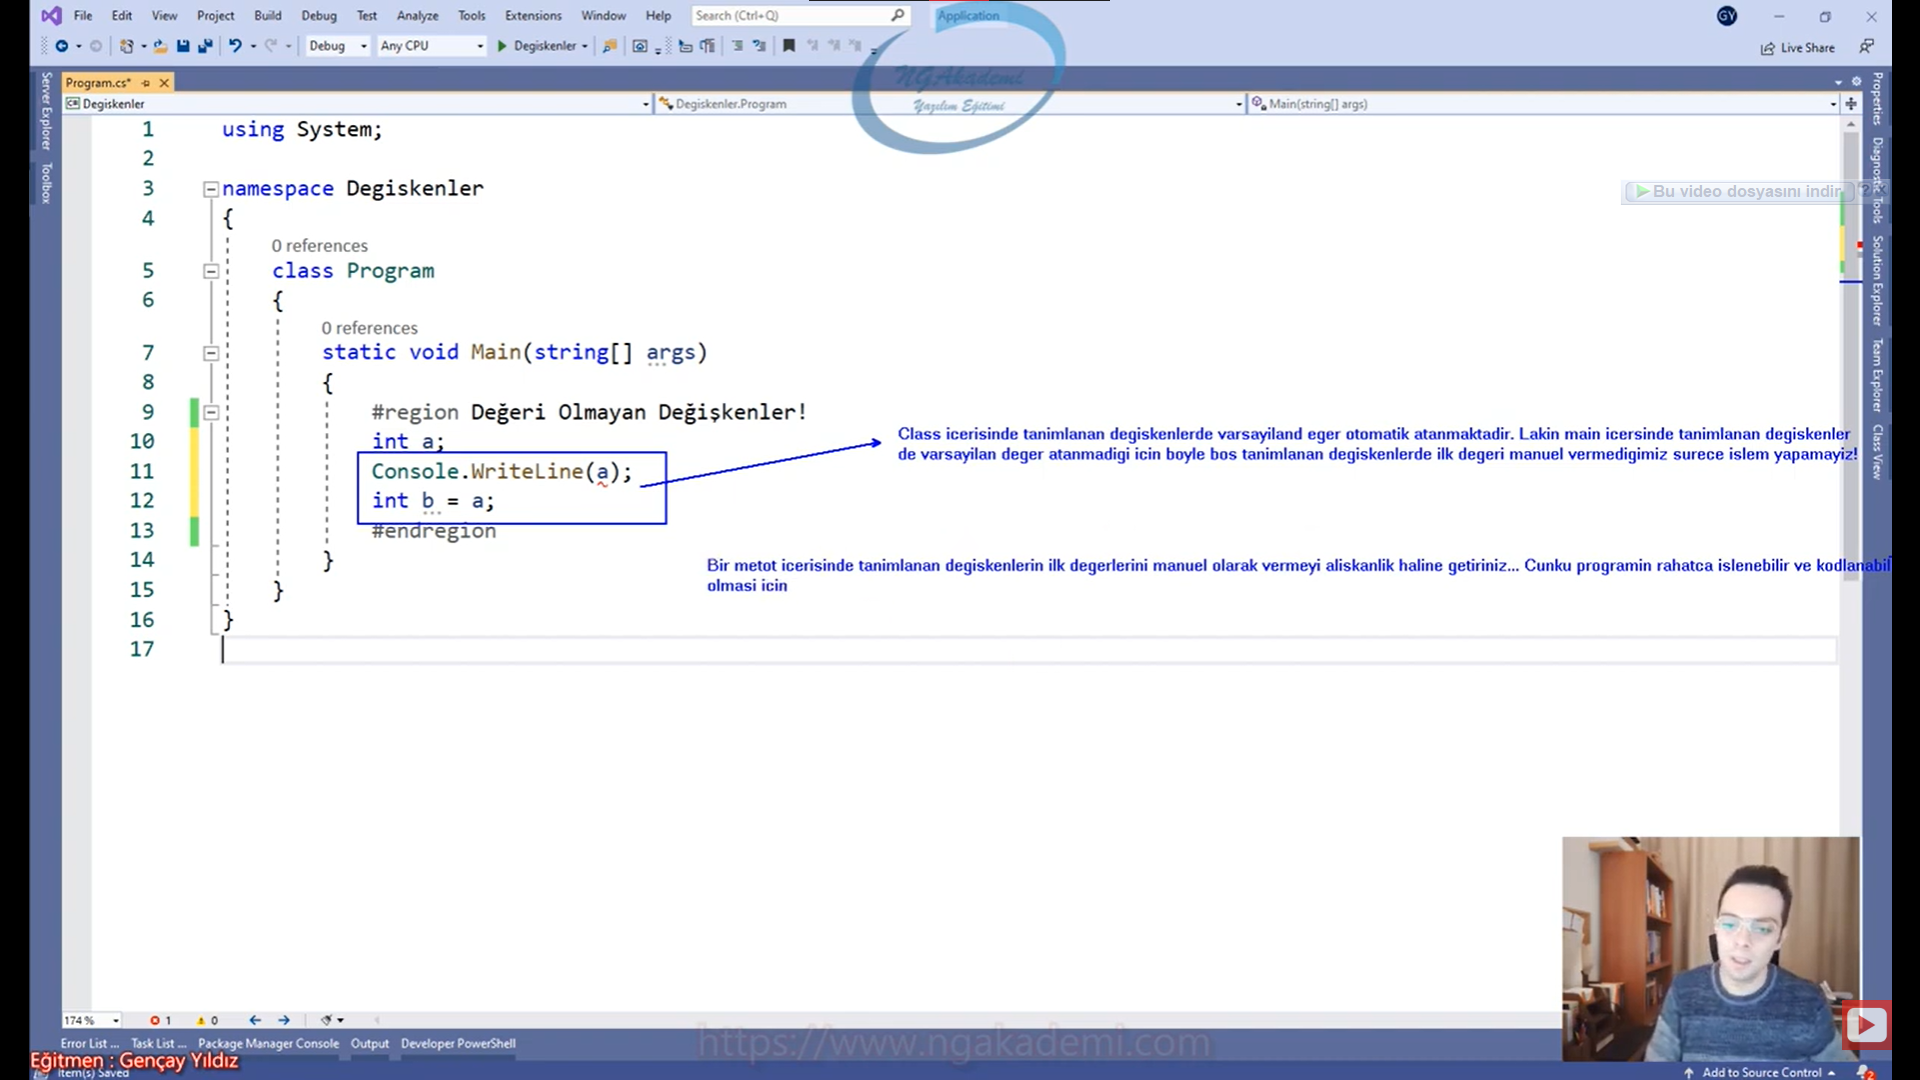 File Edit View Project Build Debug Test Analyze Tools Extensions Window Help Search (Ctrl+Q) Application GY
Debug Any CPU Degiskenler Live Share
NGAkademi
Yazılım Eğitimi
Program.cs*
Degiskenler Degiskenler.Program Main(string[] args)
Server Explorer
Toolbox
1 using System;
2
3 namespace Degiskenler
4 {
0 references
5 class Program
6 {
0 references
7 static void Main(string[] args)
8 {
9 #region Değeri Olmayan Değişkenler!
10 int a;
11 Console.WriteLine(a);
12 int b = a;
13 #endregion
14 }
15 }
16 }
17
Class icerisinde tanimlanan degiskenlerde varsayiland eger otomatik atanmaktadir. Lakin main icersinde tanimlanan degiskenler
de varsayilan deger atanmadigi icin boyle bos tanimlanan degiskenlerde ilk degeri manuel vermedigimiz surece islem yapamayiz!
Bir metot icerisinde tanimlanan degiskenlerin ilk degerlerini manuel olarak vermeyi aliskanlik haline getiriniz... Cunku programin rahatca islenebilir ve kodlanabil
olmasi icin
Bu video dosyasını indir
Properties
Diagnostic Tools
Solution Explorer
Team Explorer
Class View
174 % 1 0
Error List ... Task List ... Package Manager Console Output Developer PowerShell
https://www.ngakademi.com
Eğitmen : Gençay Yıldız
Item(s) Saved
Add to Source Control 2